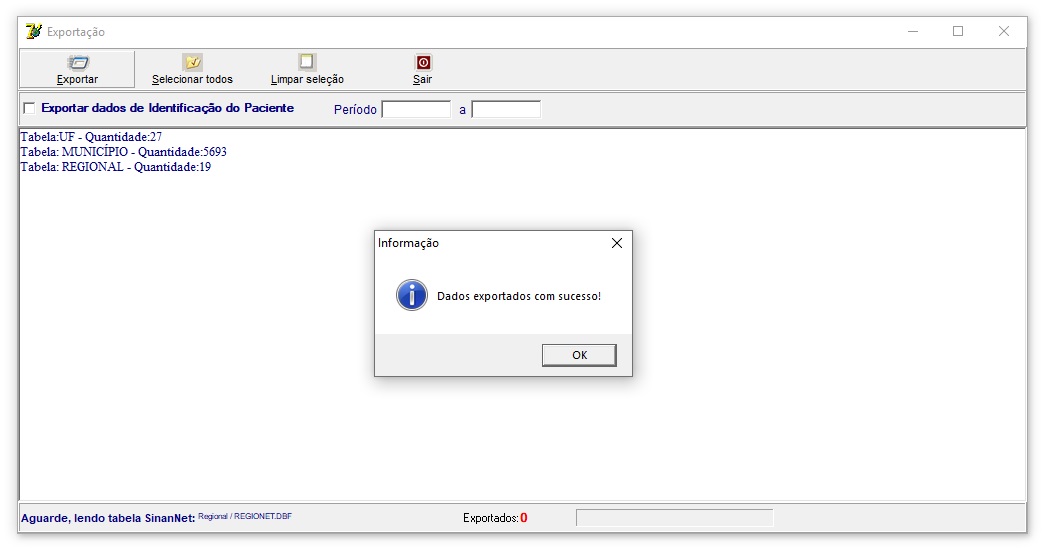 Exportação
Exportar
Selecionar todos
Limpar seleção
Sair
Exportar dados de Identificação do Paciente
Período
a
Tabela:UF - Quantidade:27
Tabela: MUNICÍPIO - Quantidade:5693
Tabela: REGIONAL - Quantidade:19
Informação
Dados exportados com sucesso!
OK
Aguarde, lendo tabela SinanNet: Regional / REGIONET.DBF
Exportados: 0